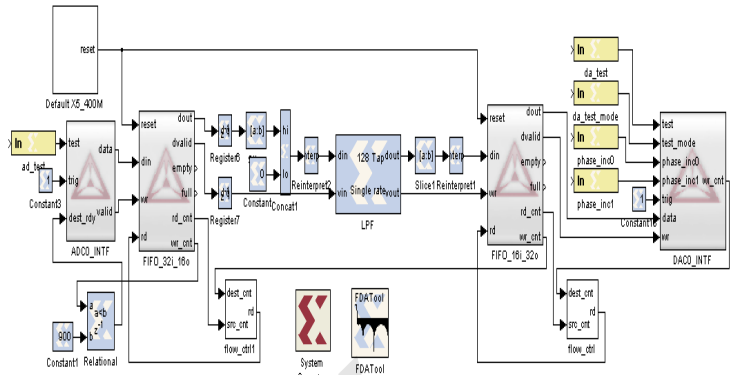 reset
Default X5_400M
In
ad_test
1
Constant3
test
trig
dest_rdy
data
valid
ADC0_INTF
reset
din
wr
rd
dout
dvalid
empty
full
rd_cnt
wr_cnt
FIFO_32i_16o
Register6
Register7
[a:b]
0
Constant
hi
lo
Concat1
Reinterpret2
din
vin
128 Tap
Single rate
dout
vout
LPF
[a:b]
Slice1
Reinterpret1
reset
din
wr
rd
dout
dvalid
empty
full
rd_cnt
wr_cnt
FIFO_16i_32o
In
da_test
In
da_test_mode
In
phase_inc0
In
phase_inc1
1
test
test_mode
phase_inc0
phase_inc1
trig
data
wr
wr_cnt
DAC0_INTF
900
Constant1
a
b
a<b
z-1
Relational
dest_cnt
src_cnt
rd
flow_ctrl1
System
FDATool
FDATool
dest_cnt
src_cnt
rd
flow_ctrl